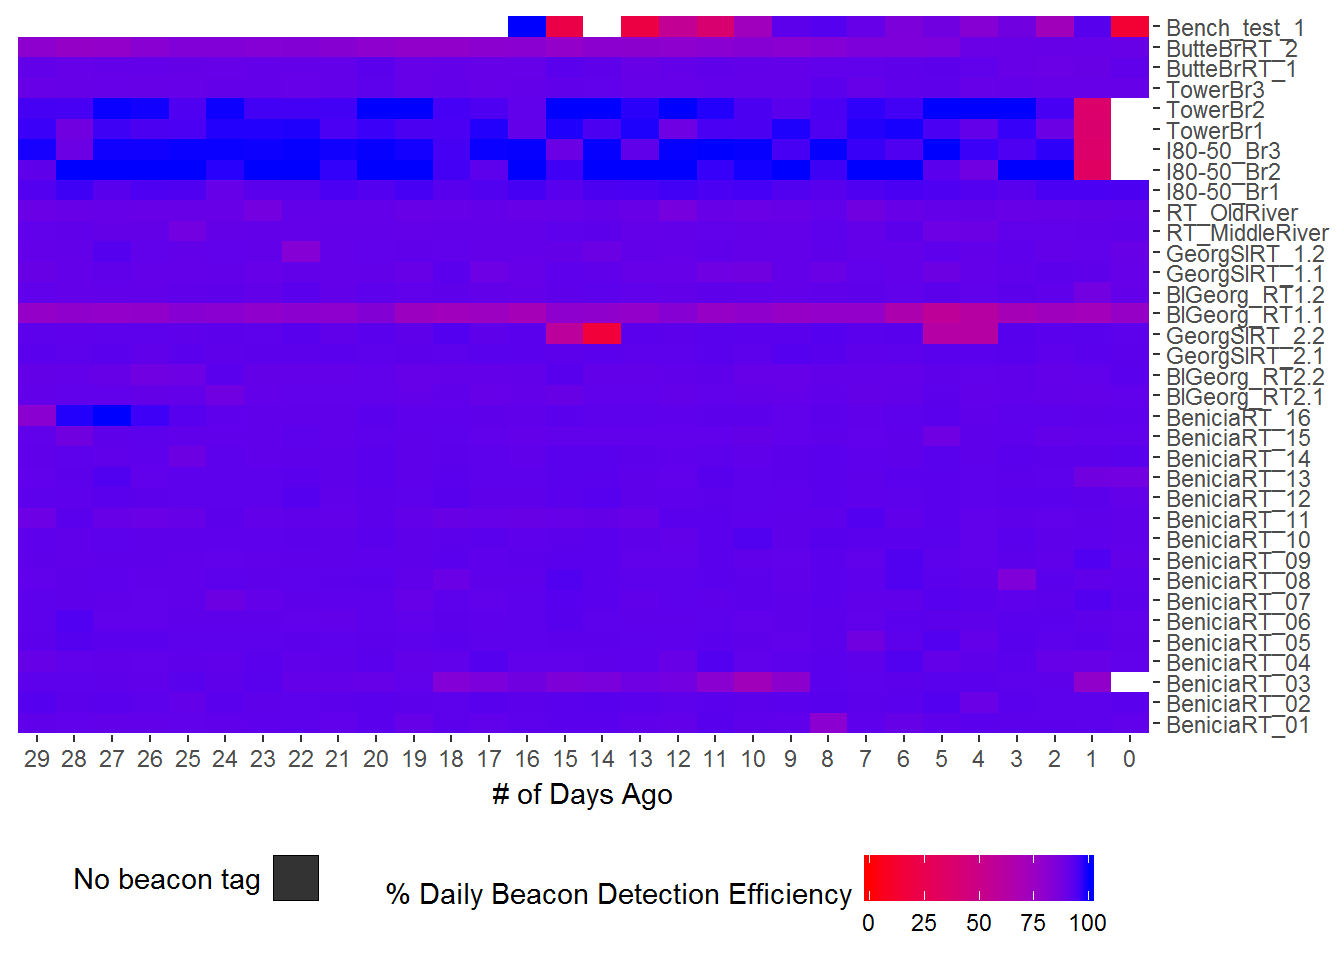 Bench_test_1
ButteBrRT_2
ButteBrRT_1
TowerBr3
TowerBr2
TowerBr1
I80-50_Br3
I80-50_Br2
I80-50_Br1
RT_OldRiver
RT_MiddleRiver
GeorgSlRT_1.2
GeorgSlRT_1.1
BlGeorg_RT1.2
BlGeorg_RT1.1
GeorgSlRT_2.2
GeorgSlRT_2.1
BlGeorg_RT2.2
BlGeorg_RT2.1
BeniciaRT_16
BeniciaRT_15
BeniciaRT_14
BeniciaRT_13
BeniciaRT_12
BeniciaRT_11
BeniciaRT_10
BeniciaRT_09
BeniciaRT_08
BeniciaRT_07
BeniciaRT_06
BeniciaRT_05
BeniciaRT_04
BeniciaRT_03
BeniciaRT_02
BeniciaRT_01
29 28 27 26 25 24 23 22 21 20 19 18 17 16 15 14 13 12 11 10 9 8 7 6 5 4 3 2 1 0
# of Days Ago
No beacon tag
% Daily Beacon Detection Efficiency
0 25 50 75 100